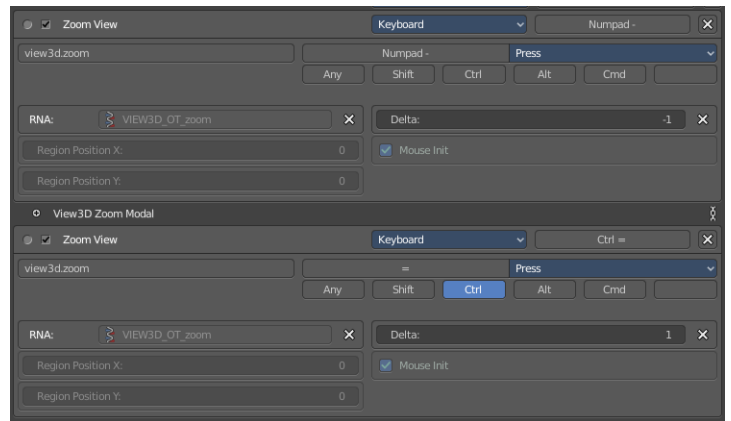 Zoom View Keyboard Numpad -
view3d.zoom Numpad - Press
Any Shift Ctrl Alt Cmd
RNA: VIEW3D_OT_zoom Delta: -1
Region Position X: 0 Mouse Init
Region Position Y: 0
View3D Zoom Modal
Zoom View Keyboard Ctrl =
view3d.zoom = Press
Any Shift Ctrl Alt Cmd
RNA: VIEW3D_OT_zoom Delta: 1
Region Position X: 0 Mouse Init
Region Position Y: 0